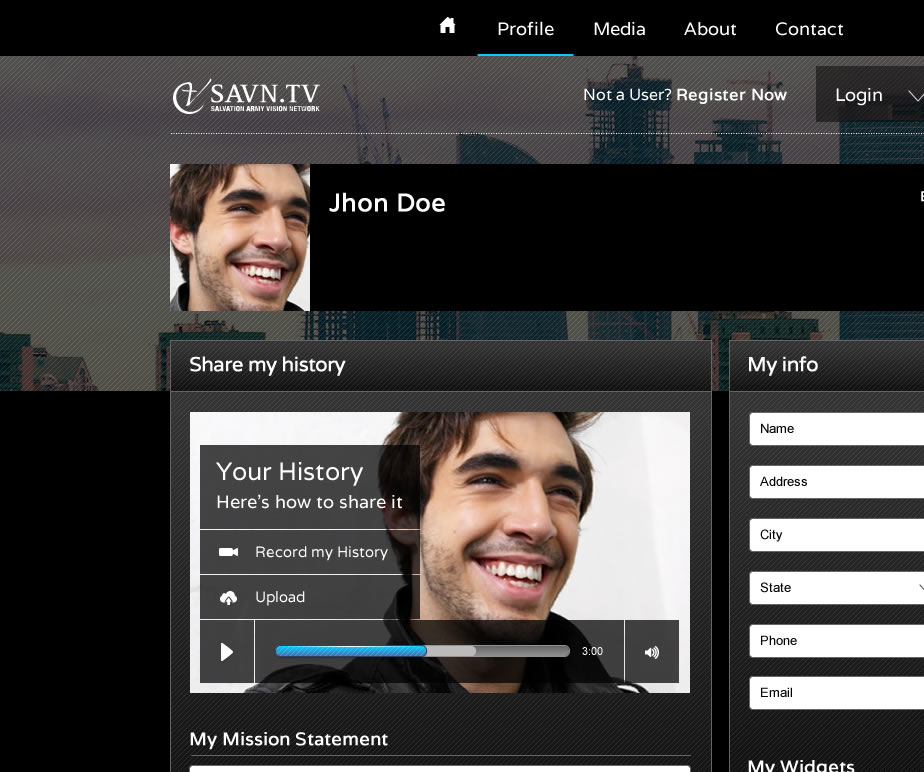 Profile Media About Contact
SAVN.TV
SALVATION ARMY VISION NETWORK
Not a User? Register Now
Login
Jhon Doe
Share my history
My info
Your History
Here's how to share it
Record my History
Upload
3:00
Name
Address
City
State
Phone
Email
My Mission Statement
My Widgets